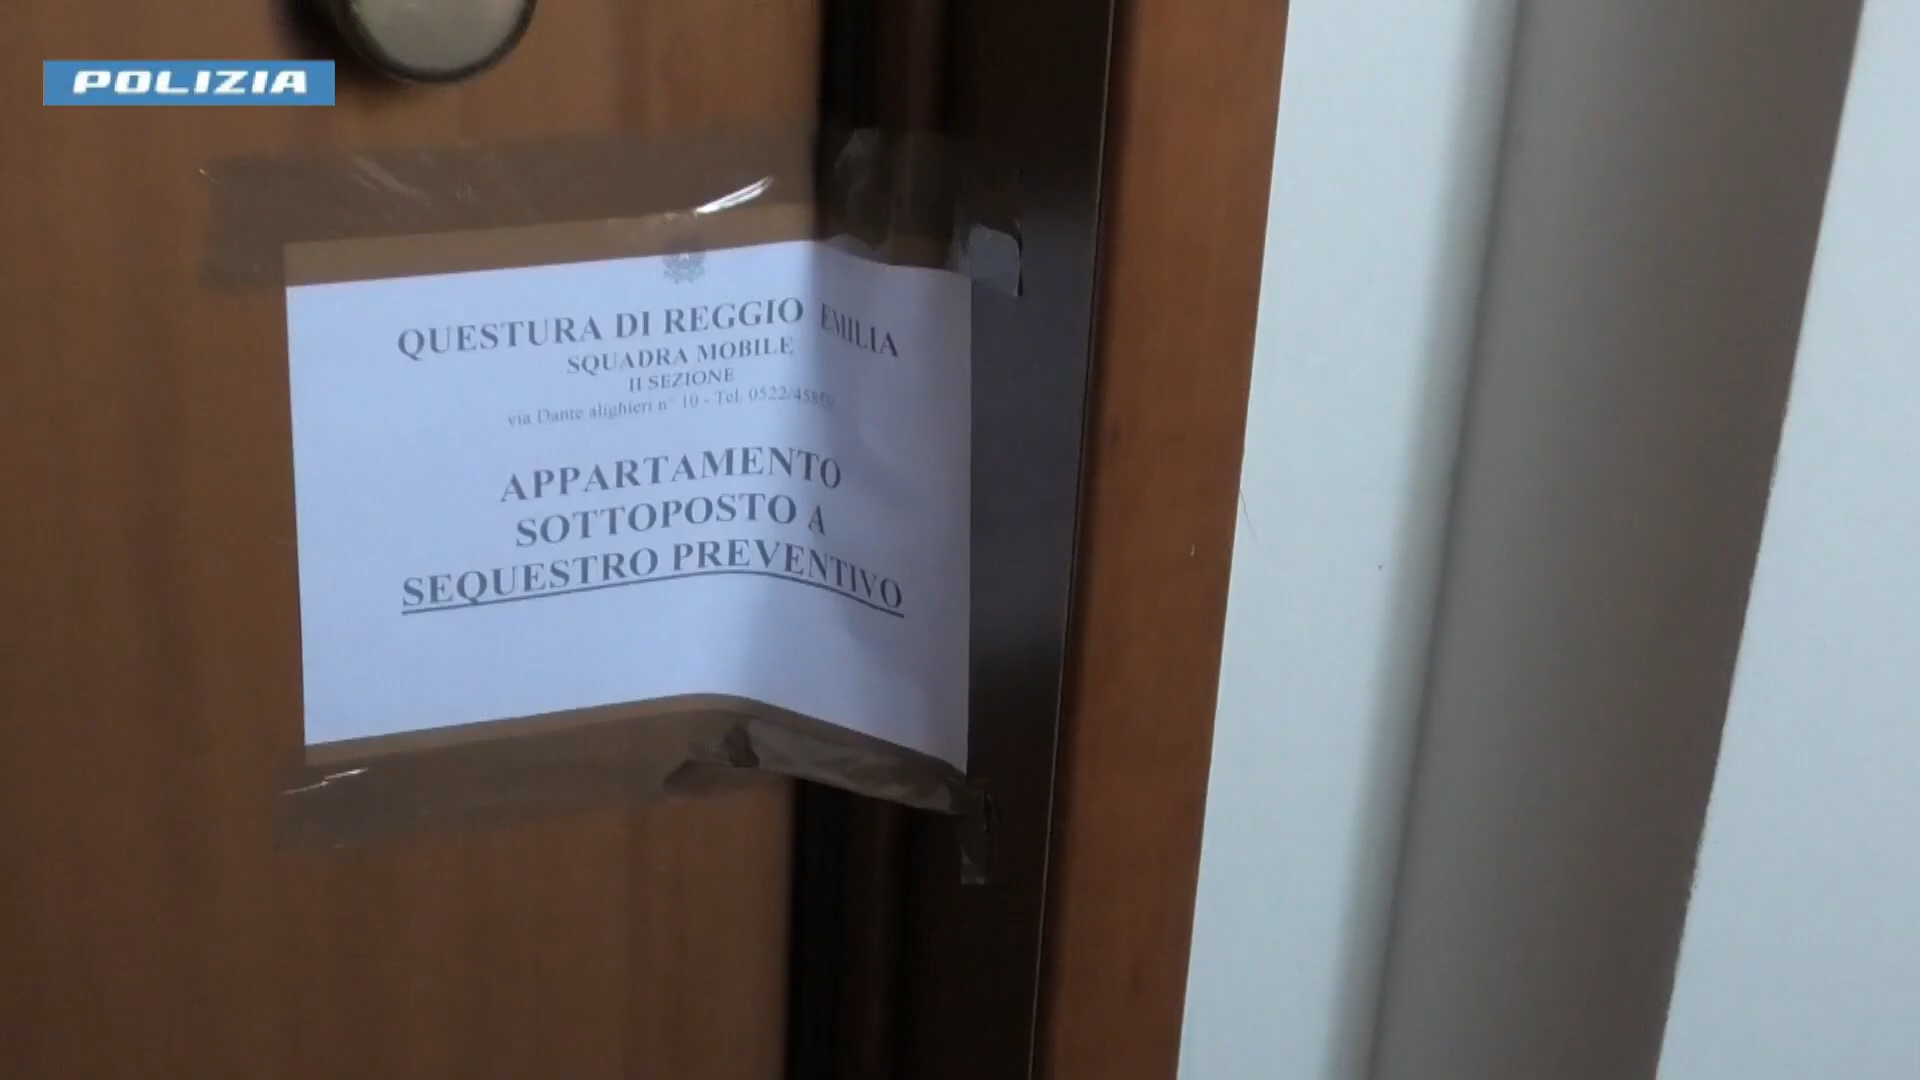 POLIZIA
QUESTURA DI REGGIO EMILIA
SQUADRA MOBILE
II SEZIONE
via Dante alighieri n° 10 - Tel.
APPARTAMENTO
SOTTOPOSTO A
SEQUESTRO PREVENTIVO